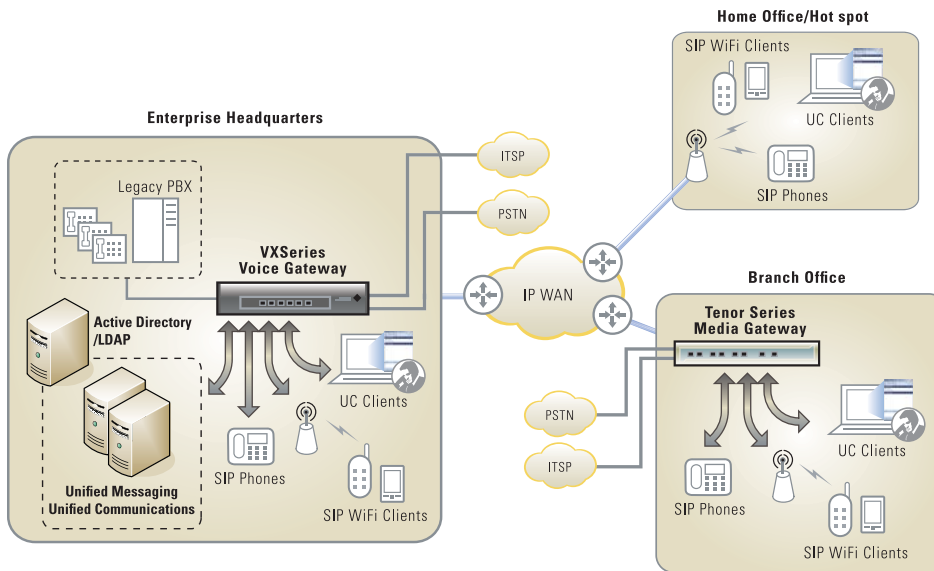 Home Office/Hot spot
SIP WiFi Clients
UC Clients
SIP Phones
Enterprise Headquarters
Legacy PBX
VXSeries
Voice Gateway
Active Directory
/LDAP
UC Clients
SIP Phones
SIP WiFi Clients
Unified Messaging
Unified Communications
ITSP
PSTN
IP WAN
Branch Office
Tenor Series
Media Gateway
PSTN
ITSP
UC Clients
SIP Phones
SIP WiFi Clients